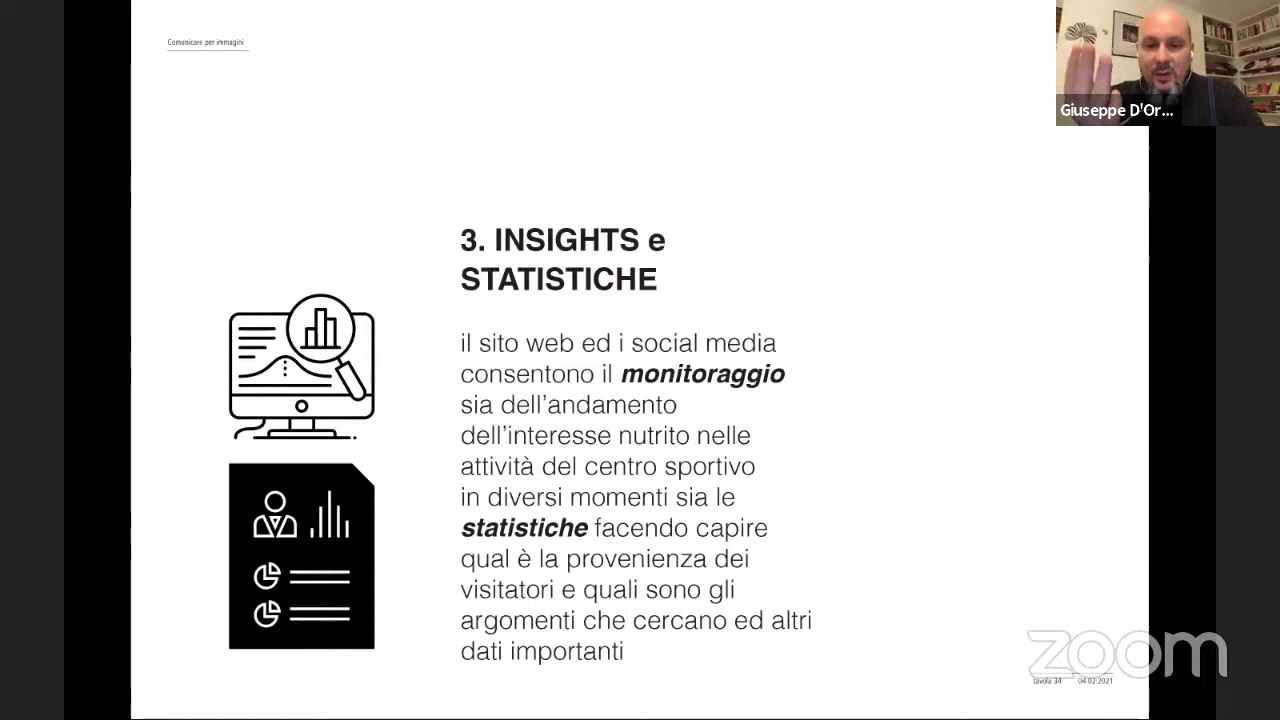 Comunicare per immagini
Giuseppe D'Or...
3. INSIGHTS e
STATISTICHE
il sito web ed i social media
consentono il monitoraggio
sia dell’andamento
dell’interesse nutrito nelle
attività del centro sportivo
in diversi momenti sia le
statistiche facendo capire
qual è la provenienza dei
visitatori e quali sono gli
argomenti che cercano ed altri
dati importanti
zoom
tavola 34 04.02.2021